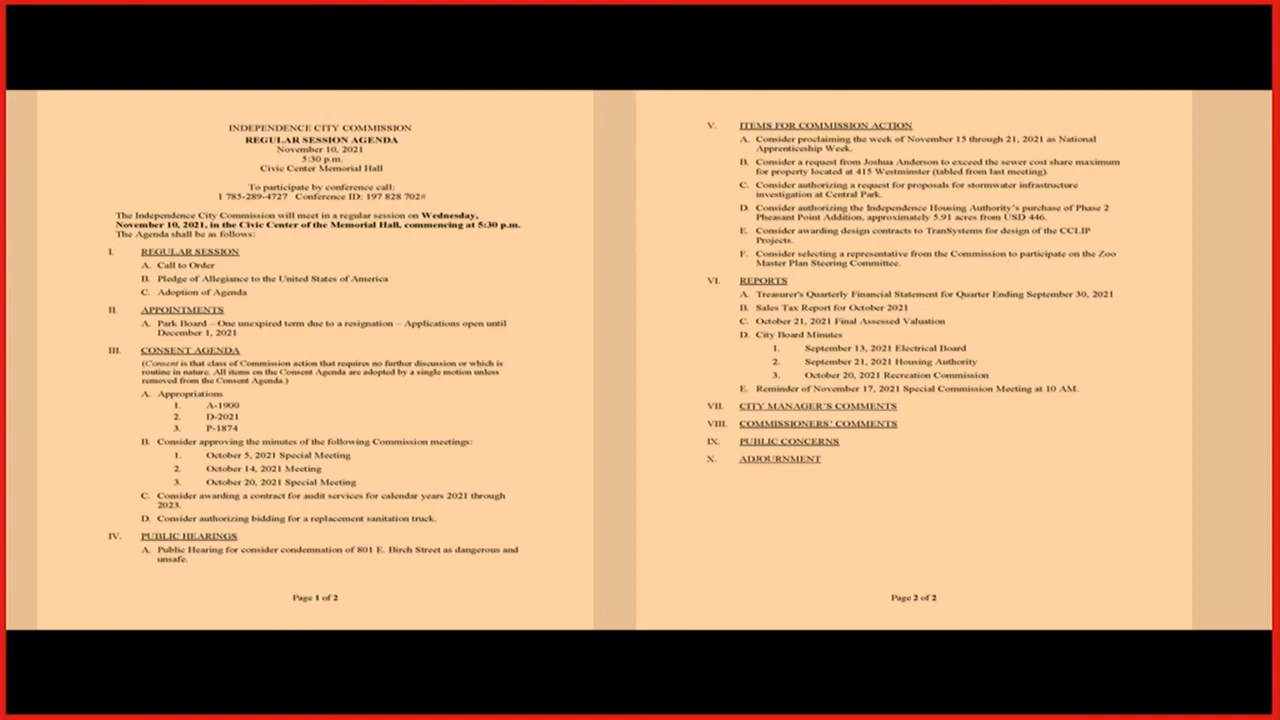 INDEPENDENCE CITY COMMISSION
REGULAR SESSION AGENDA
November 10, 2021
5:30 p.m.
Civic Center Memorial Hall
To participate by conference call:
1 785-289-4727 Conference ID: 197 828 702#
The Independence City Commission will meet in a regular session on Wednesday,
November 10, 2021, in the Civic Center of the Memorial Hall, commencing at 5:30 p.m.
The Agenda shall be as follows:
I. REGULAR SESSION
A. Call to Order
B. Pledge of Allegiance to the United States of America
C. Adoption of Agenda
II. APPOINTMENTS
A. Park Board – One unexpired term due to a resignation – Applications open until
December 1, 2021
III. CONSENT AGENDA
(Consent is that class of Commission action that requires no further discussion or which is
routine in nature. All items on the Consent Agenda are adopted by a single motion unless
removed from the Consent Agenda.)
A. Appropriations
1. A-1900
2. D-2021
3. P-1874
B. Consider approving the minutes of the following Commission meetings:
1. October 5, 2021 Special Meeting
2. October 14, 2021 Meeting
3. October 20, 2021 Special Meeting
C. Consider awarding a contract for audit services for calendar years 2021 through
2023.
D. Consider authorizing bidding for a replacement sanitation truck.
IV. PUBLIC HEARINGS
A. Public Hearing for consider condemnation of 801 E. Birch Street as dangerous and
unsafe.
Page 1 of 2
V. ITEMS FOR COMMISSION ACTION
A. Consider proclaiming the week of November 15 through 21, 2021 as National
Apprenticeship Week.
B. Consider a request from Joshua Anderson to exceed the sewer cost share maximum
for property located at 415 Westminster (tabled from last meeting).
C. Consider authorizing a request for proposals for stormwater infrastructure
investigation at Central Park.
D. Consider authorizing the Independence Housing Authority's purchase of Phase 2
Pheasant Point Addition, approximately 5.91 acres from USD 446.
E. Consider awarding design contracts to TranSystems for design of the CCLIP
Projects.
F. Consider selecting a representative from the Commission to participate on the Zoo
Master Plan Steering Committee.
VI. REPORTS
A. Treasurer's Quarterly Financial Statement for Quarter Ending September 30, 2021
B. Sales Tax Report for October 2021
C. October 21, 2021 Final Assessed Valuation
D. City Board Minutes
1. September 13, 2021 Electrical Board
2. September 21, 2021 Housing Authority
3. October 20, 2021 Recreation Commission
E. Reminder of November 17, 2021 Special Commission Meeting at 10 AM.
VII. CITY MANAGER'S COMMENTS
VIII. COMMISSIONERS' COMMENTS
IX. PUBLIC CONCERNS
X. ADJOURNMENT
Page 2 of 2